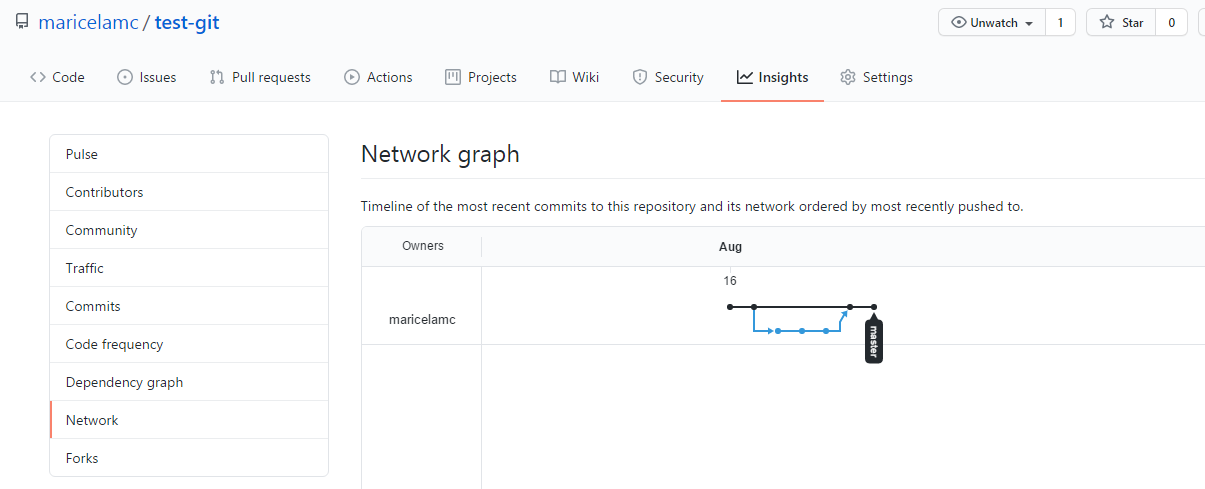 maricelamc / test-git
Unwatch 1 Star 0
Code Issues Pull requests Actions Projects Wiki Security Insights Settings
Pulse
Contributors
Community
Traffic
Commits
Code frequency
Dependency graph
Network
Forks
Network graph
Timeline of the most recent commits to this repository and its network ordered by most recently pushed to.
Owners Aug
16
maricelamc
master